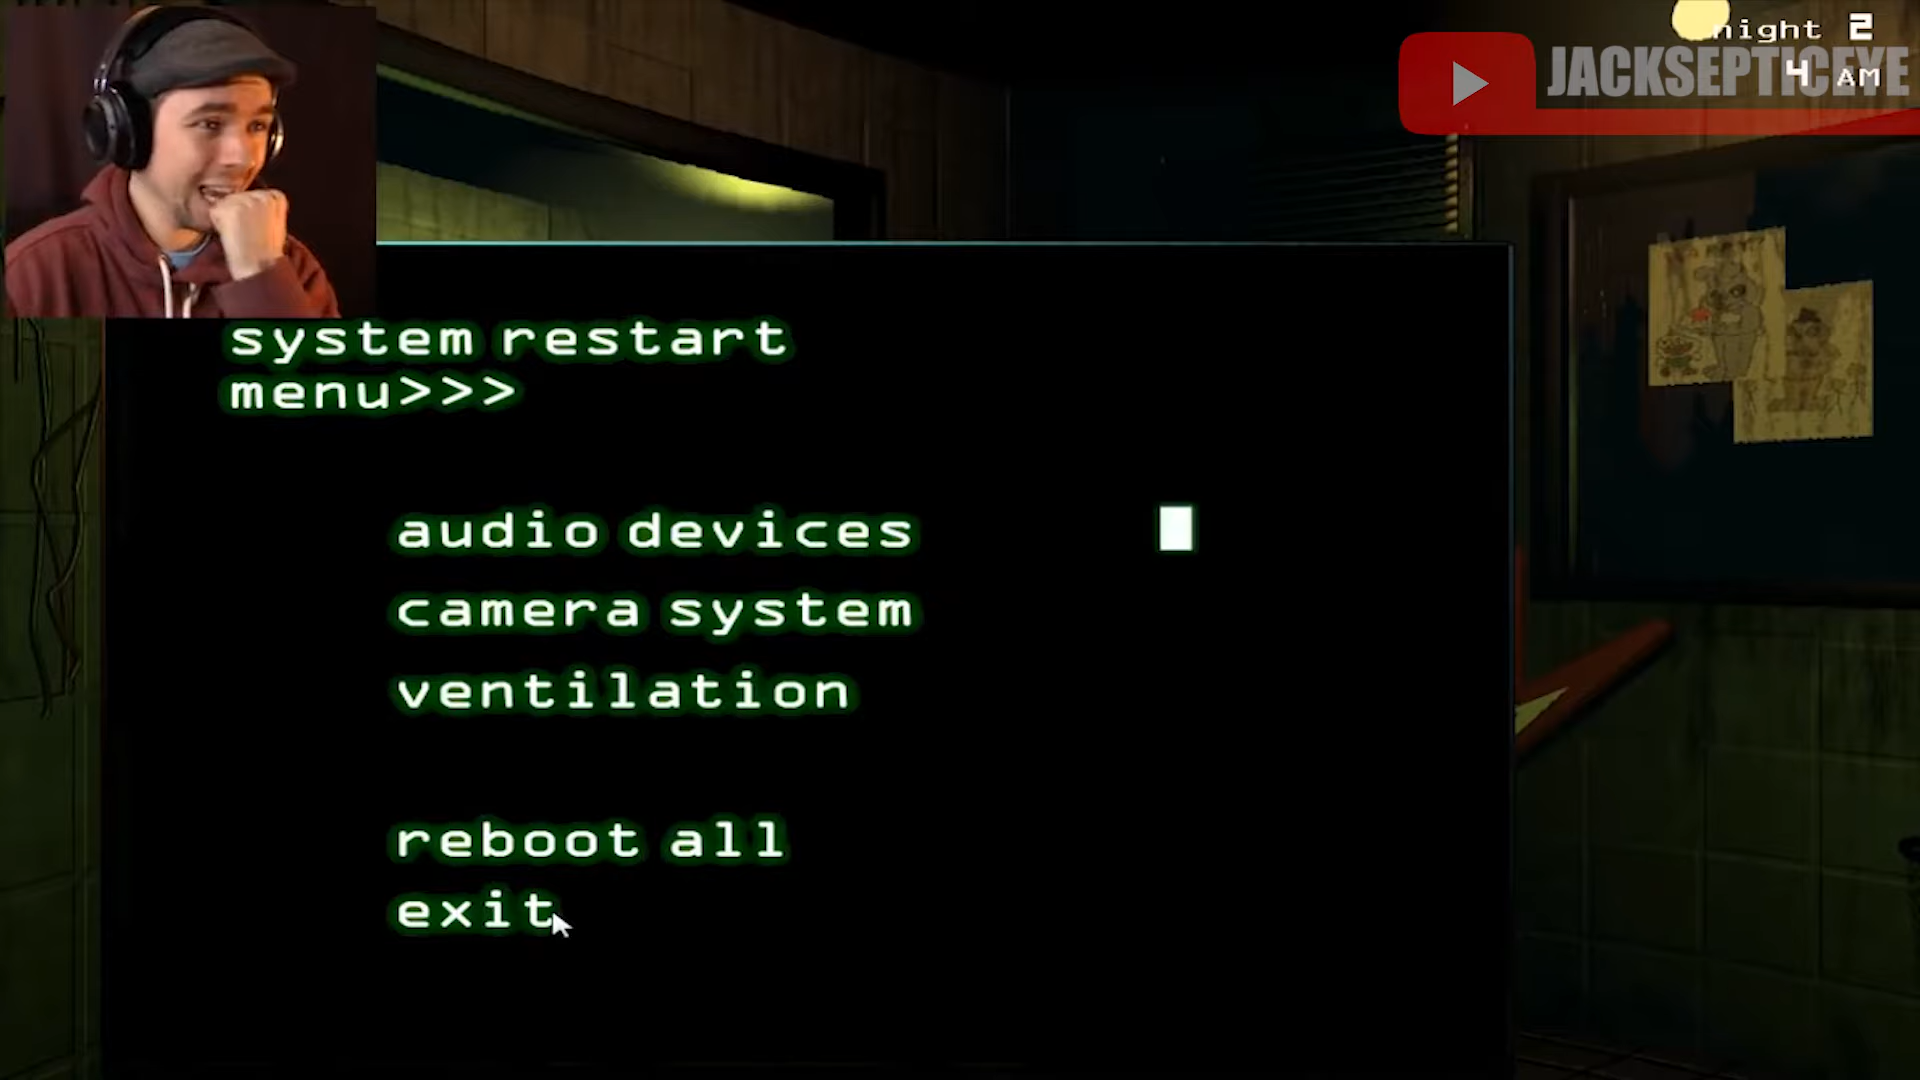 night 2
JACKSEPTICEYE
4 AM
system restart
menu>>>
audio devices
camera system
ventilation
reboot all
exit